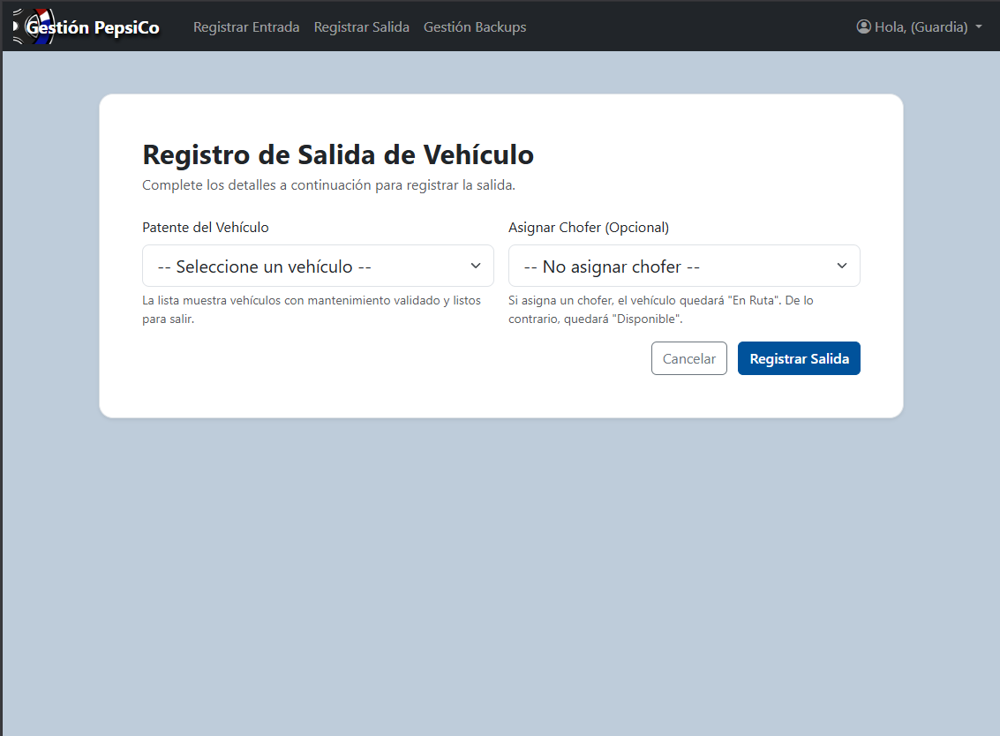 Gestión PepsiCo Registrar Entrada Registrar Salida Gestión Backups Hola, (Guardia)
Registro de Salida de Vehículo
Complete los detalles a continuación para registrar la salida.
Patente del Vehículo
-- Seleccione un vehículo --
La lista muestra vehículos con mantenimiento validado y listos
para salir.
Asignar Chofer (Opcional)
-- No asignar chofer --
Si asigna un chofer, el vehículo quedará "En Ruta". De lo
contrario, quedará "Disponible".
Cancelar Registrar Salida